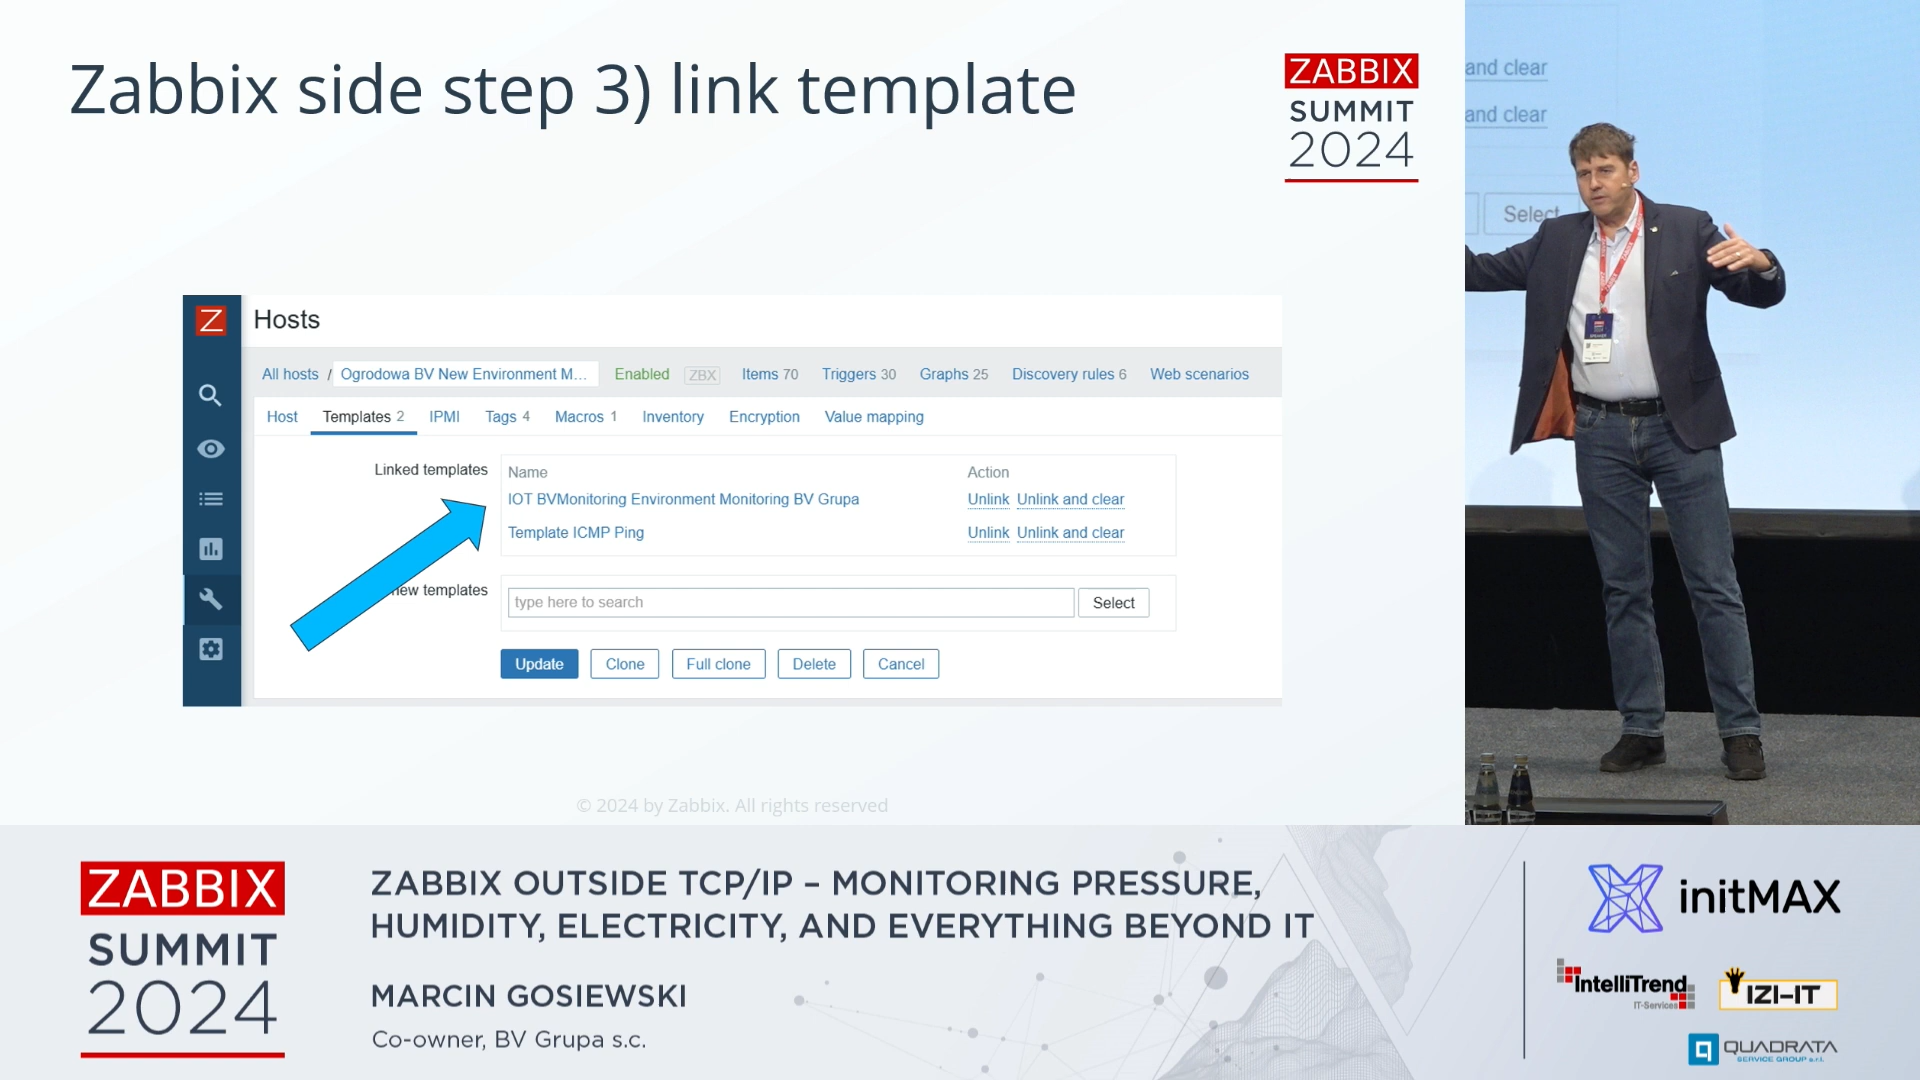 Zabbix side step 3) link template
ZABBIX
SUMMIT
2024
and clear
and clear
Select
Hosts
All hosts / Ogrodowa BV New Environment M... Enabled ZBX Items 70 Triggers 30 Graphs 25 Discovery rules 6 Web scenarios
Host Templates 2 IPMI Tags 4 Macros 1 Inventory Encryption Value mapping
Linked templates Name Action
IOT BVMonitoring Environment Monitoring BV Grupa Unlink Unlink and clear
Template ICMP Ping Unlink Unlink and clear
new templates type here to search Select
Update Clone Full clone Delete Cancel
© 2024 by Zabbix. All rights reserved
ZABBIX
SUMMIT
2024
ZABBIX OUTSIDE TCP/IP – MONITORING PRESSURE,
HUMIDITY, ELECTRICITY, AND EVERYTHING BEYOND IT
MARCIN GOSIEWSKI
Co-owner, BV Grupa s.c.
initMAX
IntelliTrend
IT-Services
IZI-IT
QUADRATA
SERVICE GROUP s.r.l.